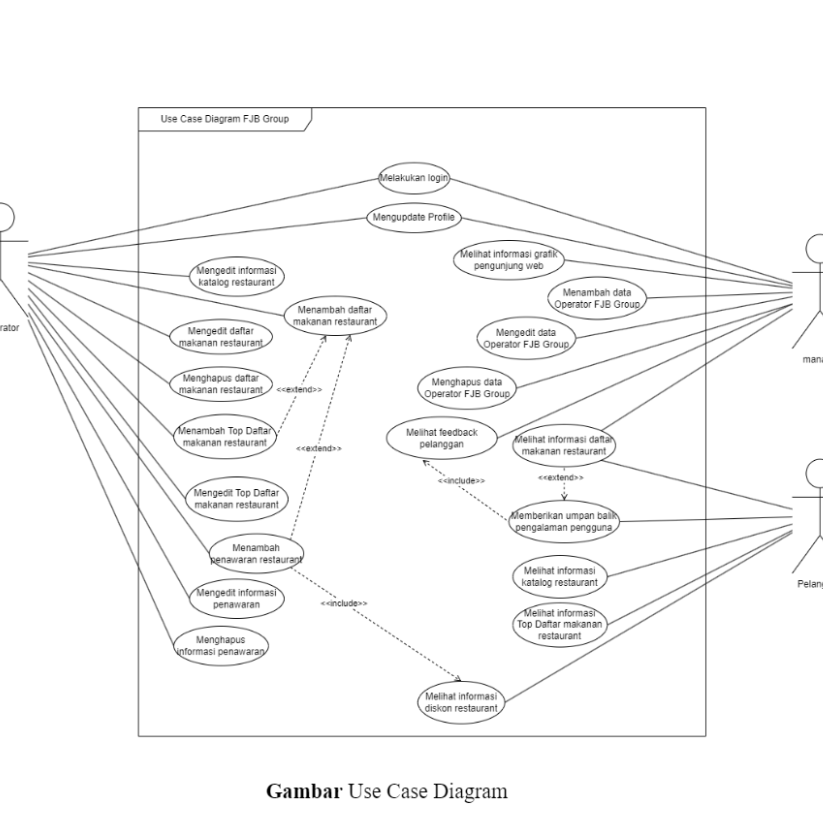 Use Case Diagram FJB Group
Melakukan login
Mengupdate Profile
Melihat informasi grafik
pengunjung web
Mengedit informasi
katalog restaurant
Menambah data
Operator FJB Group
Menambah daftar
makanan restaurant
Mengedit daftar
makanan restaurant
Mengedit data
Operator FJB Group
rator
mana
Menghapus daftar
makanan restaurant
<<extend>>
Menghapus data
Operator FJB Group
Menambah Top Daftar
makanan restaurant
Melihat feedback
pelanggan
Melihat informasi daftar
makanan restaurant
<<extend>>
<<include>>
<<extend>>
Mengedit Top Daftar
makanan restaurant
Memberikan umpan balik
pengalaman pengguna
Menambah
penawaran restaurant
Melihat informasi
katalog restaurant
Pelang
Mengedit informasi
penawaran
<<include>>
Melihat informasi
Top Daftar makanan
restaurant
Menghapus
informasi penawaran
Melihat informasi
diskon restaurant
Gambar Use Case Diagram